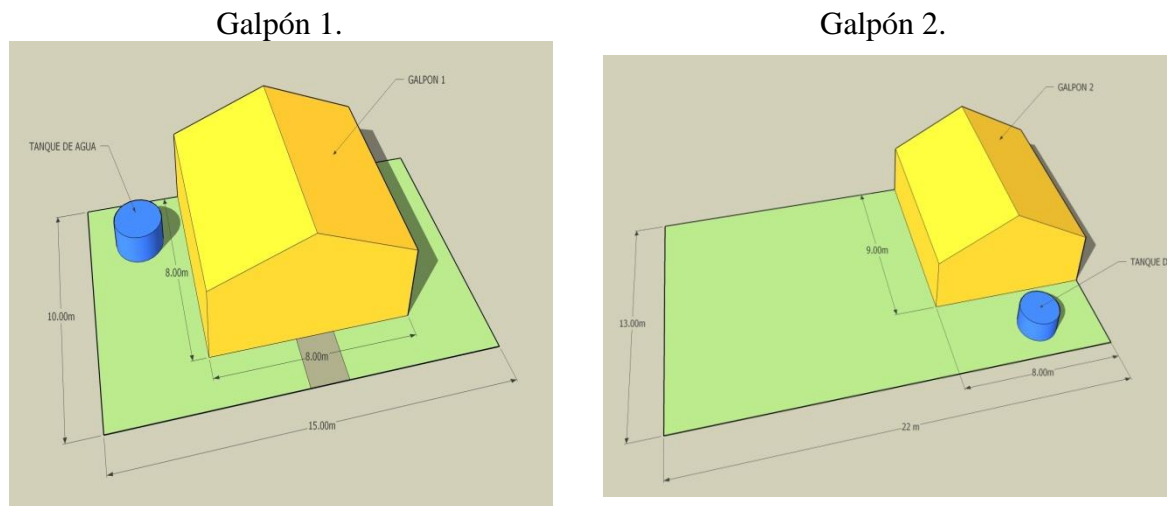 Galpón 1.
GALPON 1
TANQUE DE AGUA
8.00m
10.00m
8.00m
15.00m
Galpón 2.
GALPON 2
9.00m
TANQUE D
13.00m
8.00m
22 m